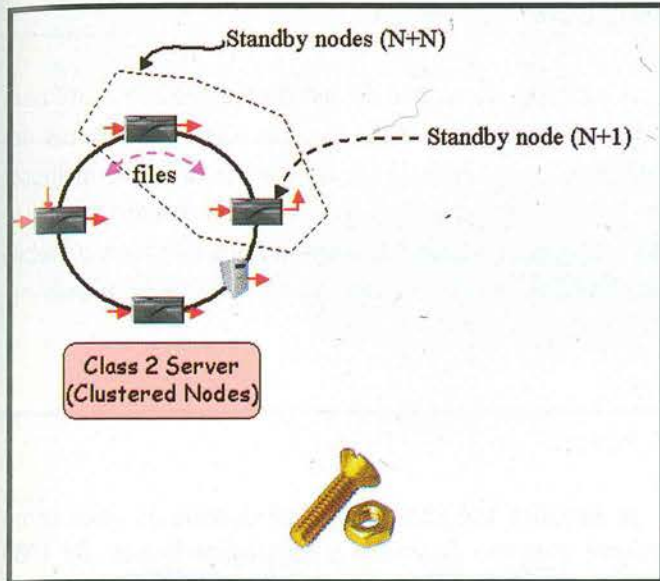 Standby nodes (N+N)
Standby node (N+1)
files
Class 2 Server
(Clustered Nodes)